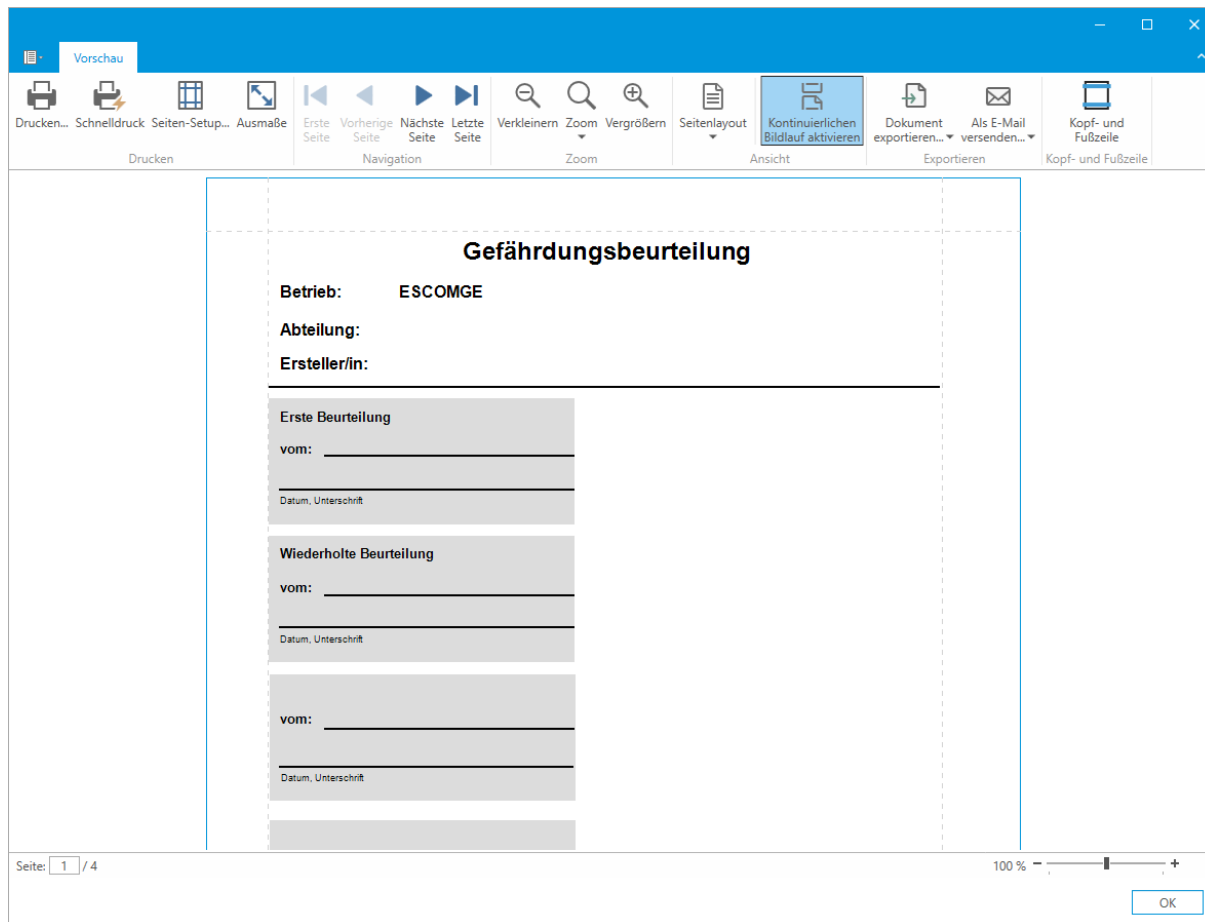 Vorschau
Drucken... Schnelldruck Seiten-Setup... Ausmaße Erste Seite Vorherige Seite Nächste Seite Letzte Seite Verkleinern Zoom Vergrößern Seitenlayout Kontinuierlichen Bildlauf aktivieren Dokument exportieren... Als E-Mail versenden... Kopf- und Fußzeile
Drucken Navigation Zoom Ansicht Exportieren Kopf- und Fußzeile
Gefährdungsbeurteilung
Betrieb: ESCOMGE
Abteilung:
Ersteller/in:
Erste Beurteilung
vom:
Datum, Unterschrift
Wiederholte Beurteilung
vom:
Datum, Unterschrift
vom:
Datum, Unterschrift
Seite: 1 / 4 100 % − +
OK